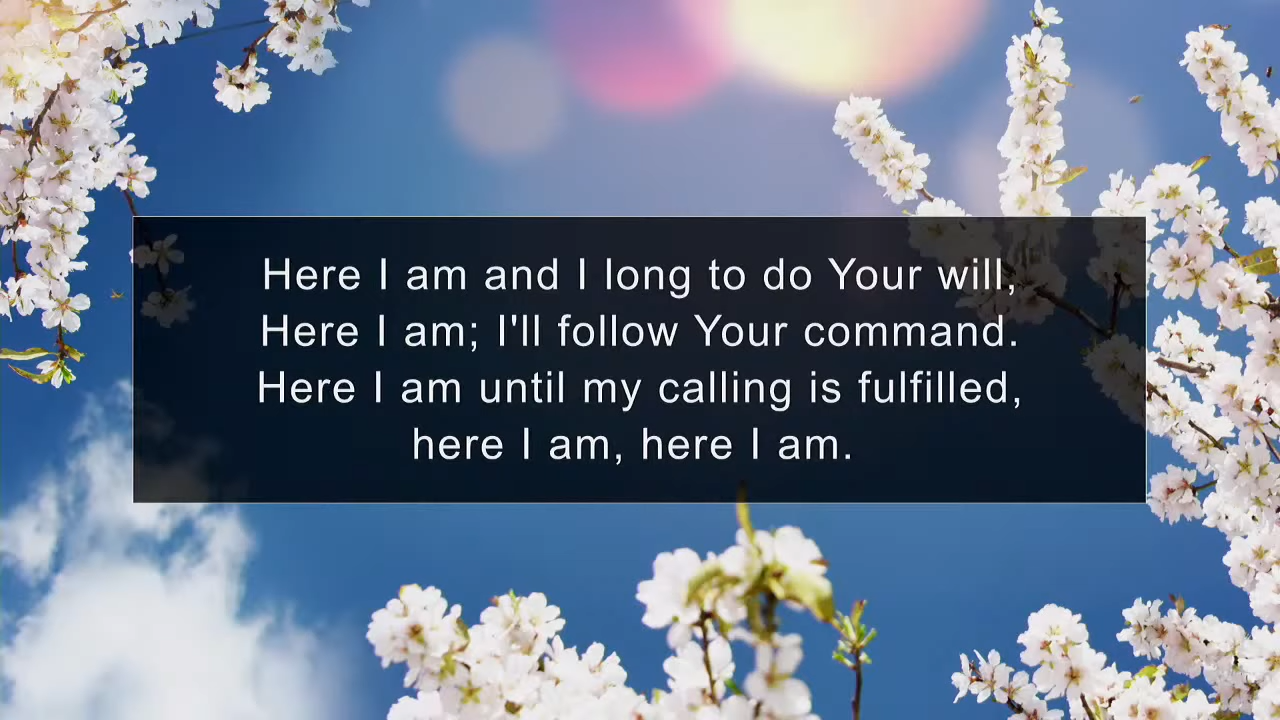 Here I am and I long to do Your will,
Here I am; I'll follow Your command.
Here I am until my calling is fulfilled,
here I am, here I am.